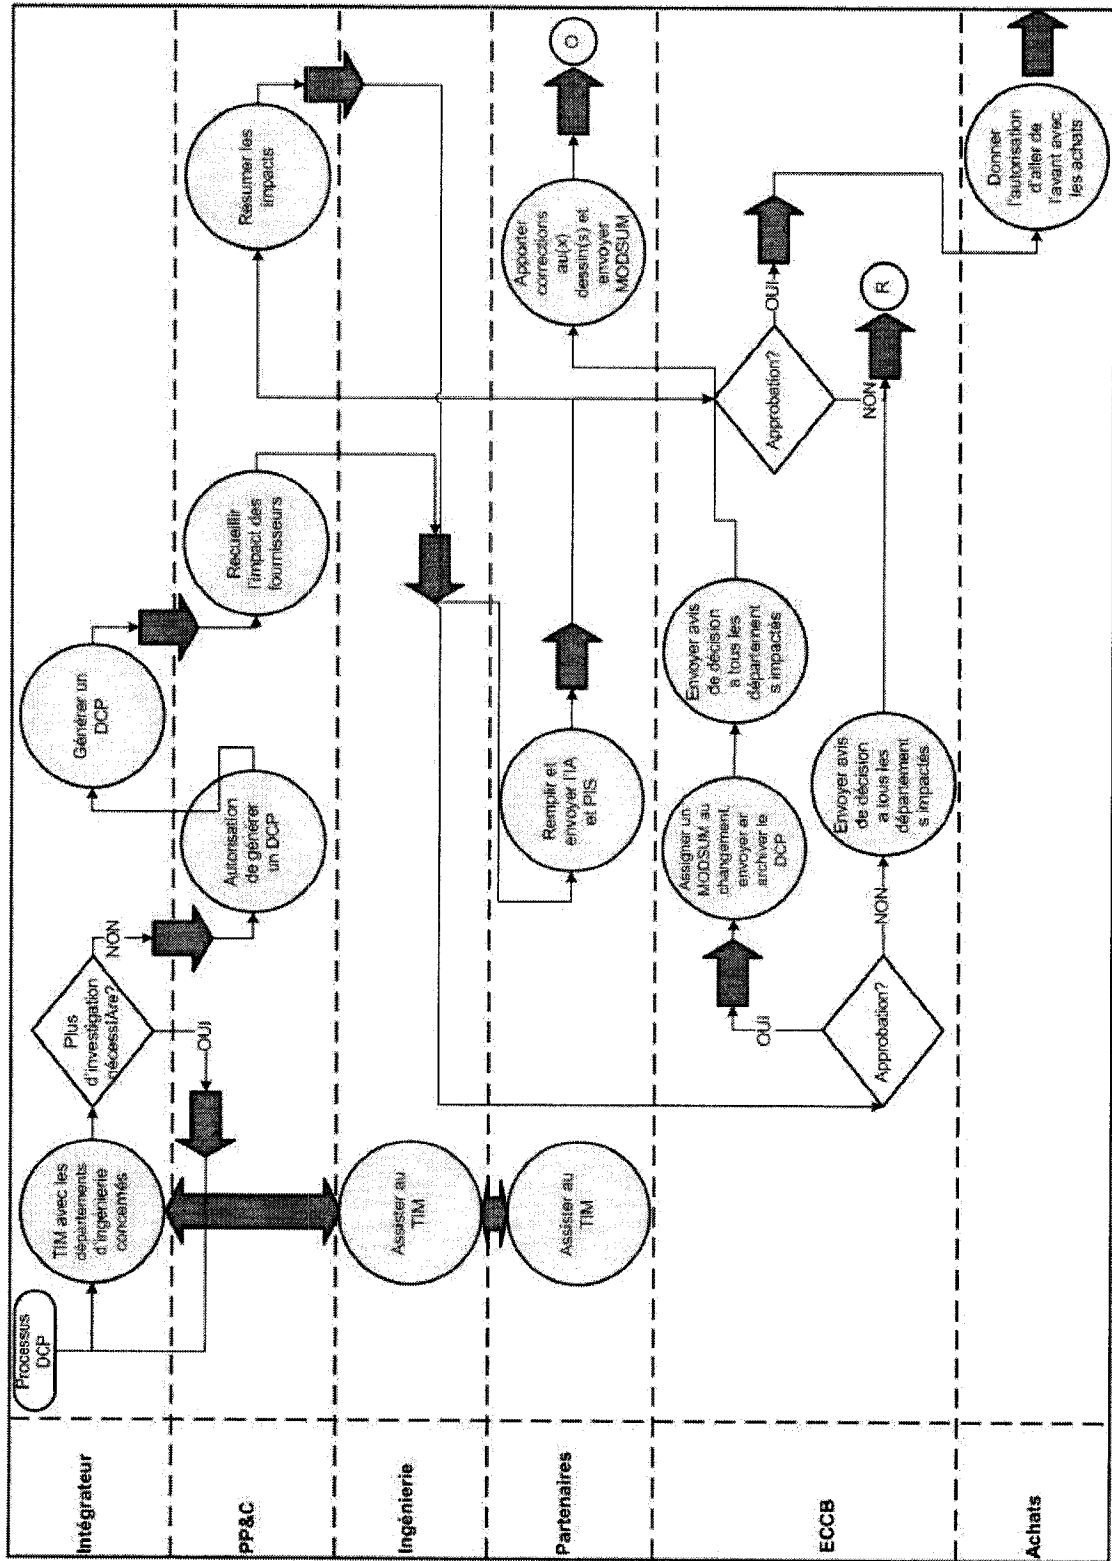 Intégrateur
PP&C
Ingénierie
Partenaires
ECCB
Achats
Processus
DCP
TIM avec les
départements
d'ingénierie
concernés
Plus
d'investigation
nécessiAre?
NON
OUI
Générer un
DCP
Autorisation
de générer
un DCP
Recueillir
l'impact des
fournisseurs
Résumer les
impacts
Assister au
TIM
Assister au
TIM
Remplir et
envoyer l'IA
et PIS
Apporter
corrections
au(x)
dessin(s) et
envoyer
MODSUM
O
Approbation?
OUI
NON
Assigner un
MODSUM au
changement,
envoyer er
archiver le
DCP
Envoyer avis
de décision
a tous les
département
s impactés
Envoyer avis
de décision
a tous les
département
s impactés
Approbation?
OUI
NON
R
Donner
l'autorisation
d'aller de
l'avant avec
les achats